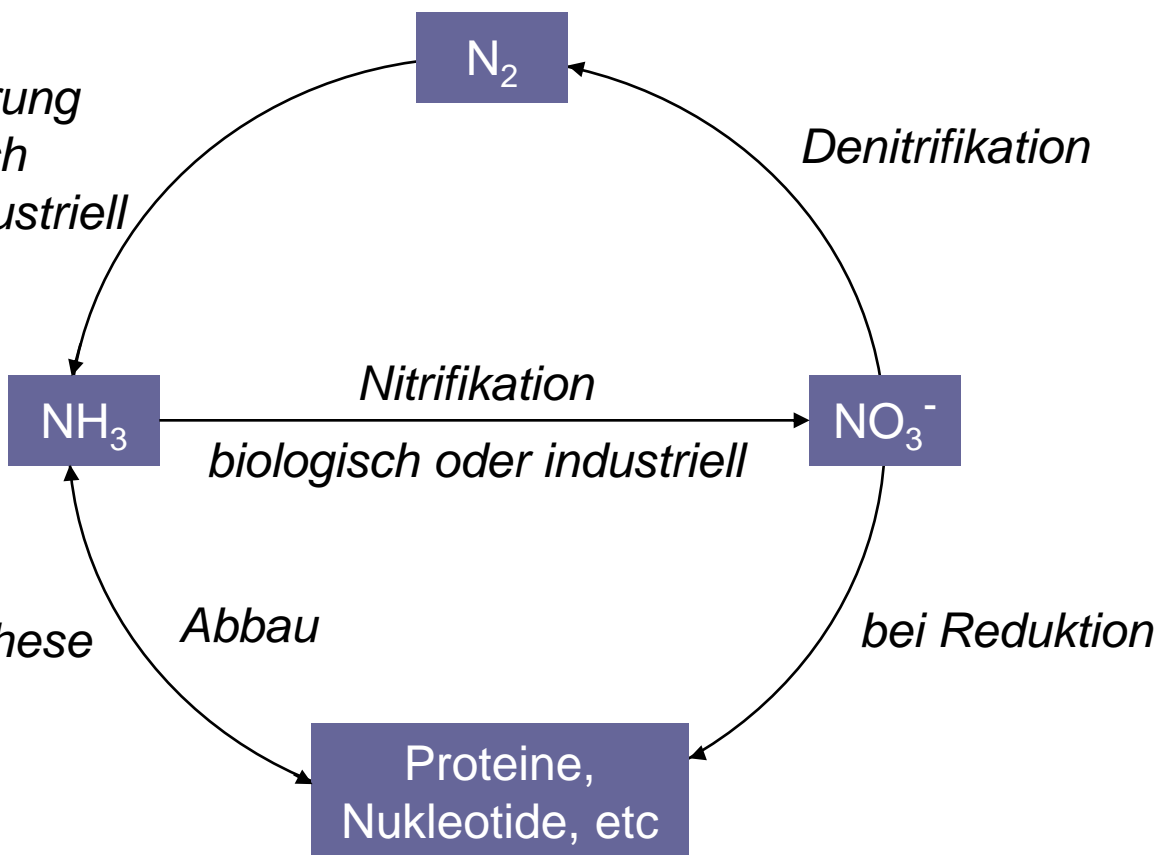 N₂
rung
ch
ustriell
Denitrifikation
NH₃
Nitrifikation
biologisch oder industriell
NO₃⁻
hese
Abbau
bei Reduktion
Proteine,
Nukleotide, etc